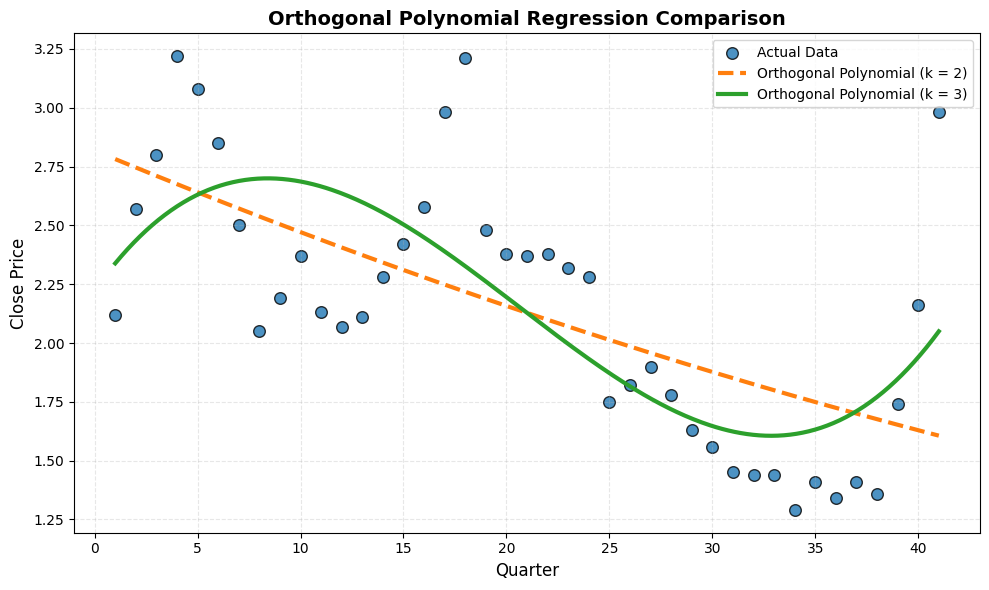 Orthogonal Polynomial Regression Comparison
Actual Data
Orthogonal Polynomial (k = 2)
Orthogonal Polynomial (k = 3)
Close Price
3.25
3.00
2.75
2.50
2.25
2.00
1.75
1.50
1.25
0 5 10 15 20 25 30 35 40
Quarter